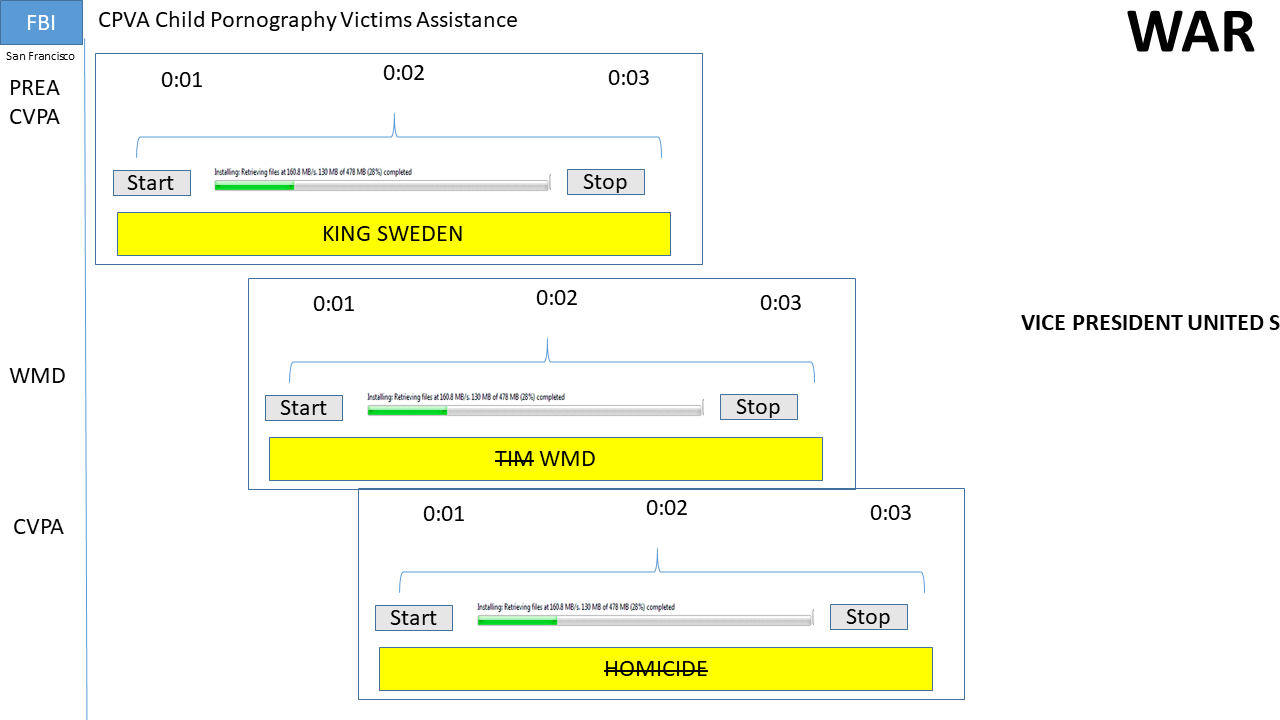 FBI
CPVA Child Pornography Victims Assistance
WAR
San Francisco
PREA
CVPA
0:01
0:02
0:03
Installing: Retrieving files at 160.8 MB/s. 130 MB of 478 MB (28%) completed
Start
Stop
KING SWEDEN
0:01
0:02
0:03
VICE PRESIDENT UNITED S
WMD
Installing: Retrieving files at 160.8 MB/s. 130 MB of 478 MB (28%) completed
Start
Stop
TIM WMD
CVPA
0:01
0:02
0:03
Installing: Retrieving files at 160.8 MB/s. 130 MB of 478 MB (28%) completed
Start
Stop
HOMICIDE